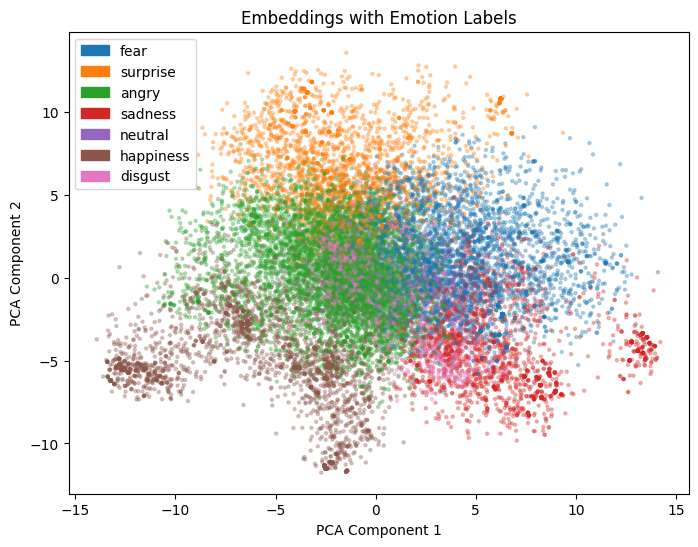 Embeddings with Emotion Labels
fear
surprise
angry
sadness
neutral
happiness
disgust
10
5
0
−5
−10
PCA Component 2
−15
−10
−5
0
5
10
15
PCA Component 1